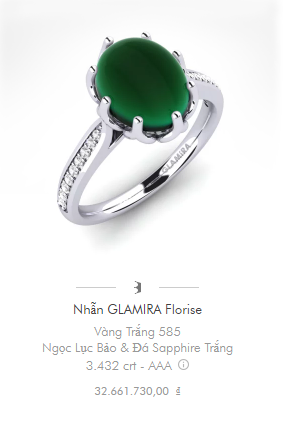 GLAMIRA
Nhẫn GLAMIRA Florise
Vàng Trắng 585
Ngọc Lục Bảo & Đá Sapphire Trắng
3.432 crt - AAA ⓘ
32.661.730,00 ₫